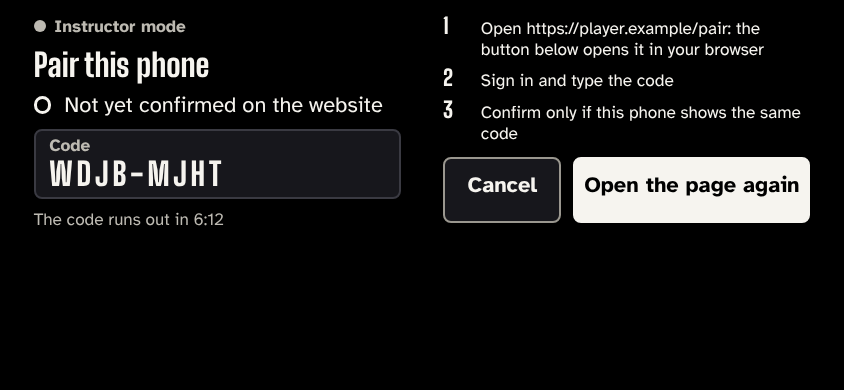 Instructor mode
Pair this phone
Not yet confirmed on the website
Code
WDJB-MJHT
The code runs out in 6:12
1 Open https://player.example/pair: the
button below opens it in your browser
2 Sign in and type the code
3 Confirm only if this phone shows the same
code
Cancel
Open the page again